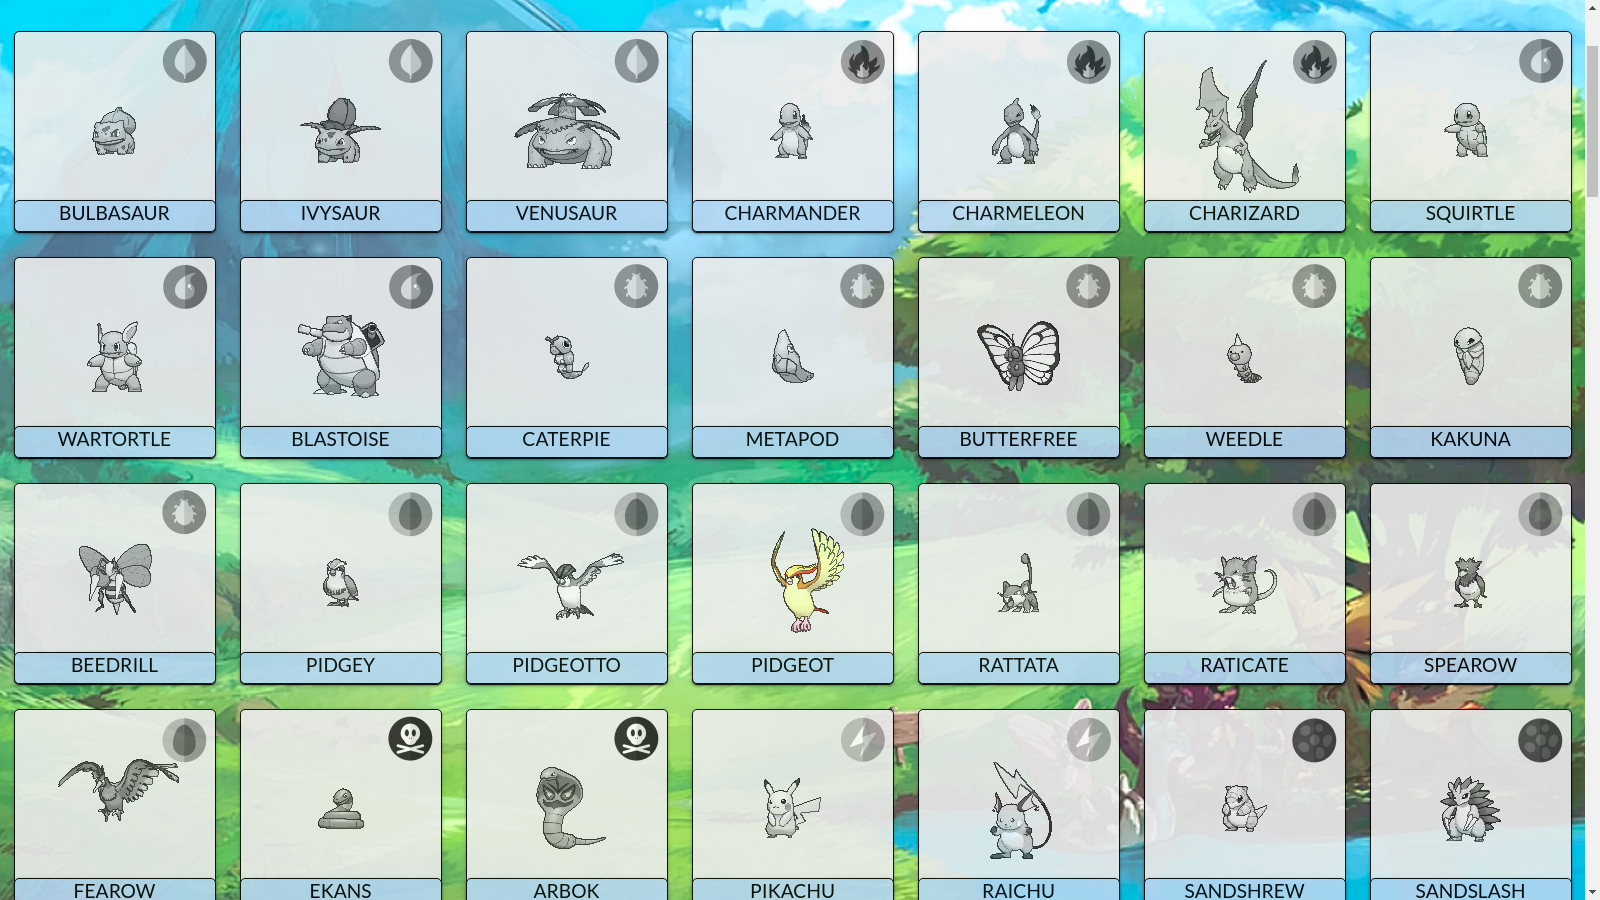 BULBASAUR
IVYSAUR
VENUSAUR
CHARMANDER
CHARMELEON
CHARIZARD
SQUIRTLE
WARTORTLE
BLASTOISE
CATERPIE
METAPOD
BUTTERFREE
WEEDLE
KAKUNA
BEEDRILL
PIDGEY
PIDGEOTTO
PIDGEOT
RATTATA
RATICATE
SPEAROW
FEAROW
EKANS
ARBOK
PIKACHU
RAICHU
SANDSHREW
SANDSLASH